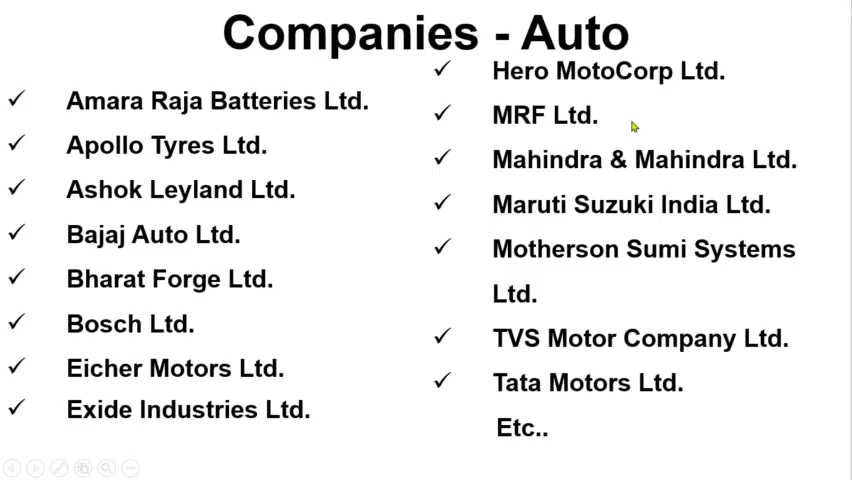 Companies - Auto
Amara Raja Batteries Ltd.
Apollo Tyres Ltd.
Ashok Leyland Ltd.
Bajaj Auto Ltd.
Bharat Forge Ltd.
Bosch Ltd.
Eicher Motors Ltd.
Exide Industries Ltd.
Hero MotoCorp Ltd.
MRF Ltd.
Mahindra & Mahindra Ltd.
Maruti Suzuki India Ltd.
Motherson Sumi Systems
Ltd.
TVS Motor Company Ltd.
Tata Motors Ltd.
Etc..